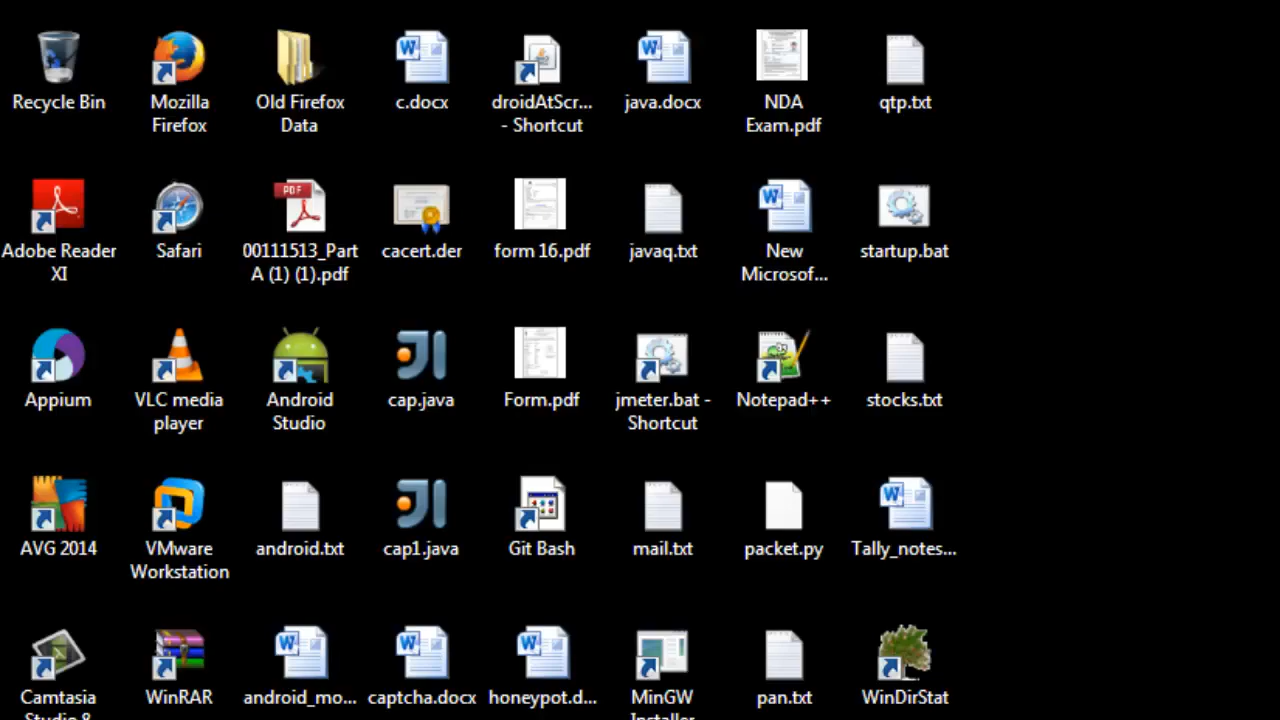 Recycle Bin
Mozilla
Firefox
Old Firefox
Data
c.docx
droidAtScr...
- Shortcut
java.docx
NDA
Exam.pdf
qtp.txt
Adobe Reader
XI
Safari
PDF
00111513_Part
A (1) (1).pdf
cacert.der
form 16.pdf
javaq.txt
New
Microsof...
startup.bat
Appium
VLC media
player
Android
Studio
cap.java
Form.pdf
jmeter.bat -
Shortcut
Notepad++
stocks.txt
AVG 2014
VMware
Workstation
android.txt
cap1.java
Git Bash
mail.txt
packet.py
Tally_notes...
Camtasia
Studio 8
WinRAR
android_mo...
captcha.docx
honeypot.d...
MinGW
Installer
pan.txt
WinDirStat